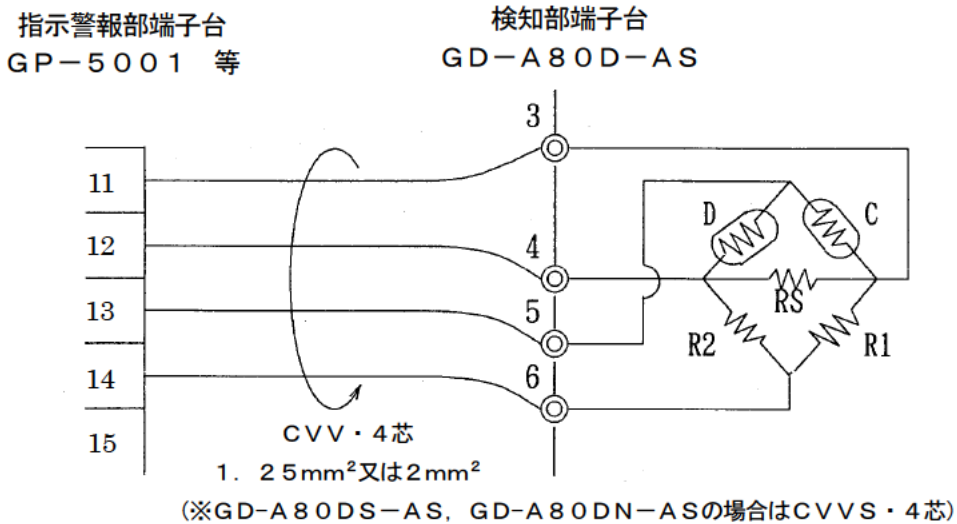 指示警報部端子台
GP－5001　等
検知部端子台
GD－A８０D－AS
3
11
12
4
13
5
14
6
15
D
C
RS
R2
R1
CVV・4芯
1．25mm²又は2mm²
(※GD-A８０DS－AS，GD-A８０DN－ASの場合はCVVS・4芯)